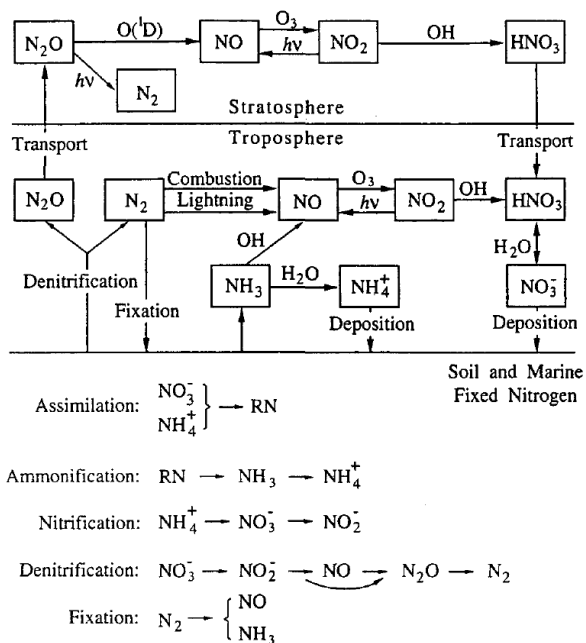 N₂O O(¹D) NO O₃ hν NO₂ OH HNO₃
hν N₂
Stratosphere
Troposphere
Transport Transport
N₂O N₂ Combustion Lightning NO O₃ hν NO₂ OH HNO₃
OH H₂O
Denitrification Fixation NH₃ H₂O NH₄⁺ NO₃⁻
Deposition Deposition
Soil and Marine
Fixed Nitrogen
Assimilation: NO₃⁻ NH₄⁺ } → RN
Ammonification: RN → NH₃ → NH₄⁺
Nitrification: NH₄⁺ → NO₃⁻ → NO₂⁻
Denitrification: NO₃⁻ → NO₂⁻ → NO → N₂O → N₂
Fixation: N₂ → { NO NH₃